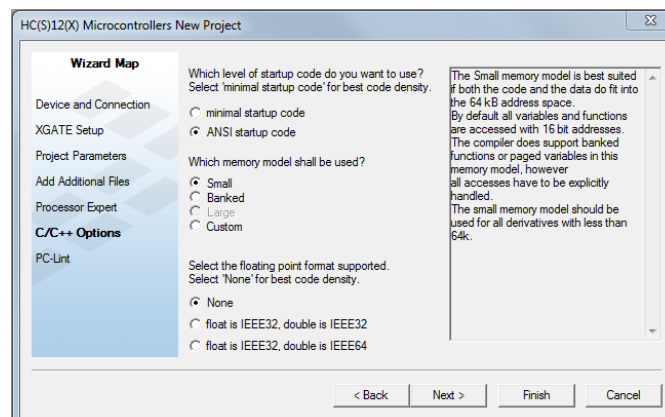 HC(S)12(X) Microcontrollers New Project
Wizard Map
Device and Connection
XGATE Setup
Project Parameters
Add Additional Files
Processor Expert
C/C++ Options
PC-Lint
Which level of startup code do you want to use?
Select 'minimal startup code' for best code density.
minimal startup code
ANSI startup code
Which memory model shall be used?
Small
Banked
Large
Custom
Select the floating point format supported.
Select 'None' for best code density.
None
float is IEEE32, double is IEEE32
float is IEEE32, double is IEEE64
The Small memory model is best suited
if both the code and the data do fit into
the 64 kB address space.
By default all variables and functions
are accessed with 16 bit addresses.
The compiler does support banked
functions or paged variables in this
memory model, however
all accesses have to be explicitly
handled.
The small memory model should be
used for all derivatives with less than
64k.
< Back
Next >
Finish
Cancel